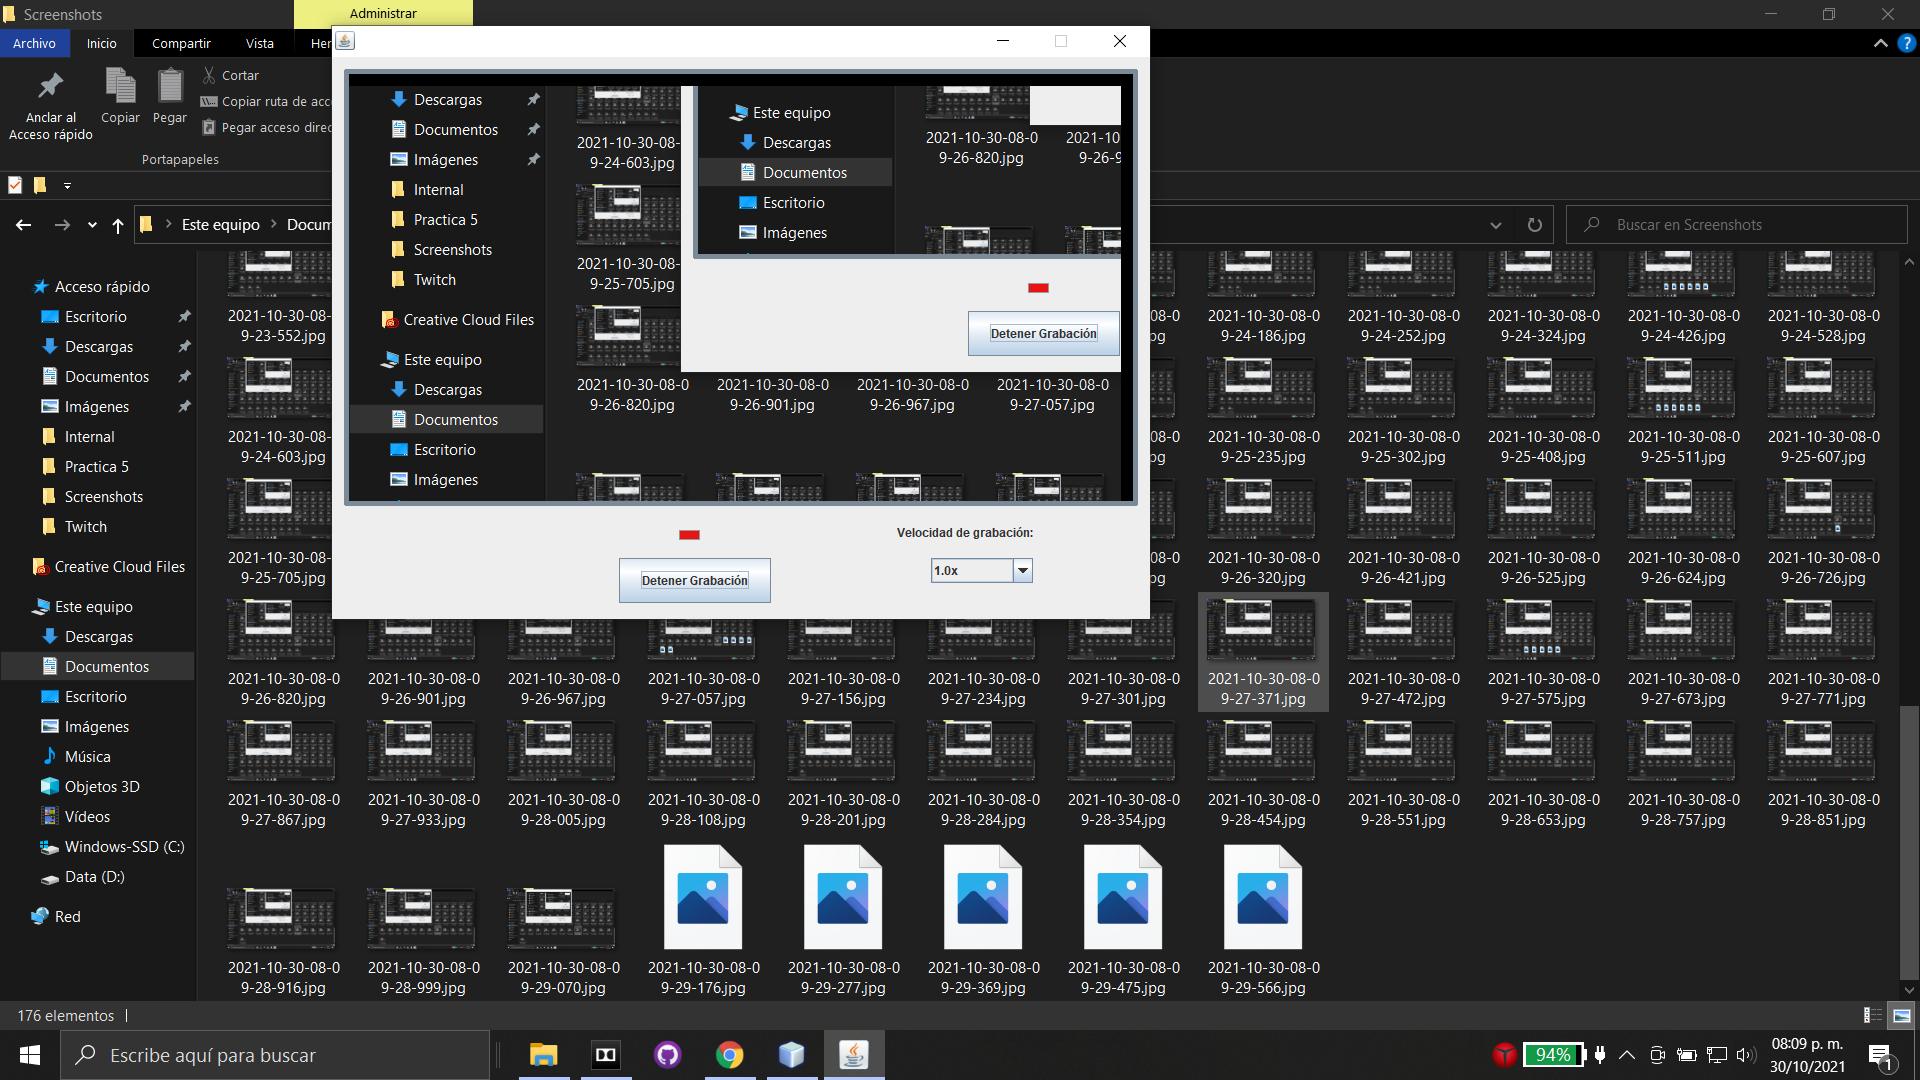 Screenshots
Administrar
Archivo
Inicio
Compartir
Vista
Her
Anclar al
Acceso rápido
Copiar
Pegar
Cortar
Copiar ruta de acc
Pegar acceso direc
Portapapeles
Este equipo
Docum
Buscar en Screenshots
Acceso rápido
Escritorio
Descargas
Documentos
Imágenes
Internal
Practica 5
Screenshots
Twitch
Creative Cloud Files
Este equipo
Descargas
Documentos
Escritorio
Imágenes
Música
Objetos 3D
Vídeos
Windows-SSD (C:)
Data (D:)
Red
Descargas
Documentos
Imágenes
Internal
Practica 5
Screenshots
Twitch
Creative Cloud Files
Este equipo
Descargas
Documentos
Escritorio
Imágenes
2021-10-30-08-
9-24-603.jpg
2021-10-30-08-
9-25-705.jpg
2021-10-30-08-0
9-26-820.jpg
2021-10-30-08-0
9-26-901.jpg
2021-10-30-08-0
9-26-967.jpg
2021-10-30-08-0
9-27-057.jpg
Este equipo
Descargas
Documentos
Escritorio
Imágenes
2021-10-30-08-0
9-26-820.jpg
2021-10
9-26-9
Detener Grabación
Detener Grabación
Velocidad de grabación:
1.0x
2021-10-30-08-
9-23-552.jpg
2021-10-30-08-0
9-24-186.jpg
2021-10-30-08-0
9-24-252.jpg
2021-10-30-08-0
9-24-324.jpg
2021-10-30-08-0
9-24-426.jpg
2021-10-30-08-0
9-24-528.jpg
2021-10-30-08-
9-24-603.jpg
2021-10-30-08-0
9-25-235.jpg
2021-10-30-08-0
9-25-302.jpg
2021-10-30-08-0
9-25-408.jpg
2021-10-30-08-0
9-25-511.jpg
2021-10-30-08-0
9-25-607.jpg
2021-10-30-08-
9-25-705.jpg
2021-10-30-08-0
9-26-320.jpg
2021-10-30-08-0
9-26-421.jpg
2021-10-30-08-0
9-26-525.jpg
2021-10-30-08-0
9-26-624.jpg
2021-10-30-08-0
9-26-726.jpg
2021-10-30-08-0
9-26-820.jpg
2021-10-30-08-0
9-26-901.jpg
2021-10-30-08-0
9-26-967.jpg
2021-10-30-08-0
9-27-057.jpg
2021-10-30-08-0
9-27-156.jpg
2021-10-30-08-0
9-27-234.jpg
2021-10-30-08-0
9-27-301.jpg
2021-10-30-08-0
9-27-371.jpg
2021-10-30-08-0
9-27-472.jpg
2021-10-30-08-0
9-27-575.jpg
2021-10-30-08-0
9-27-673.jpg
2021-10-30-08-0
9-27-771.jpg
2021-10-30-08-0
9-27-867.jpg
2021-10-30-08-0
9-27-933.jpg
2021-10-30-08-0
9-28-005.jpg
2021-10-30-08-0
9-28-108.jpg
2021-10-30-08-0
9-28-201.jpg
2021-10-30-08-0
9-28-284.jpg
2021-10-30-08-0
9-28-354.jpg
2021-10-30-08-0
9-28-454.jpg
2021-10-30-08-0
9-28-551.jpg
2021-10-30-08-0
9-28-653.jpg
2021-10-30-08-0
9-28-757.jpg
2021-10-30-08-0
9-28-851.jpg
2021-10-30-08-0
9-28-916.jpg
2021-10-30-08-0
9-28-999.jpg
2021-10-30-08-0
9-29-070.jpg
2021-10-30-08-0
9-29-176.jpg
2021-10-30-08-0
9-29-277.jpg
2021-10-30-08-0
9-29-369.jpg
2021-10-30-08-0
9-29-475.jpg
2021-10-30-08-0
9-29-566.jpg
176 elementos
Escribe aquí para buscar
94%
08:09 p. m.
30/10/2021
1